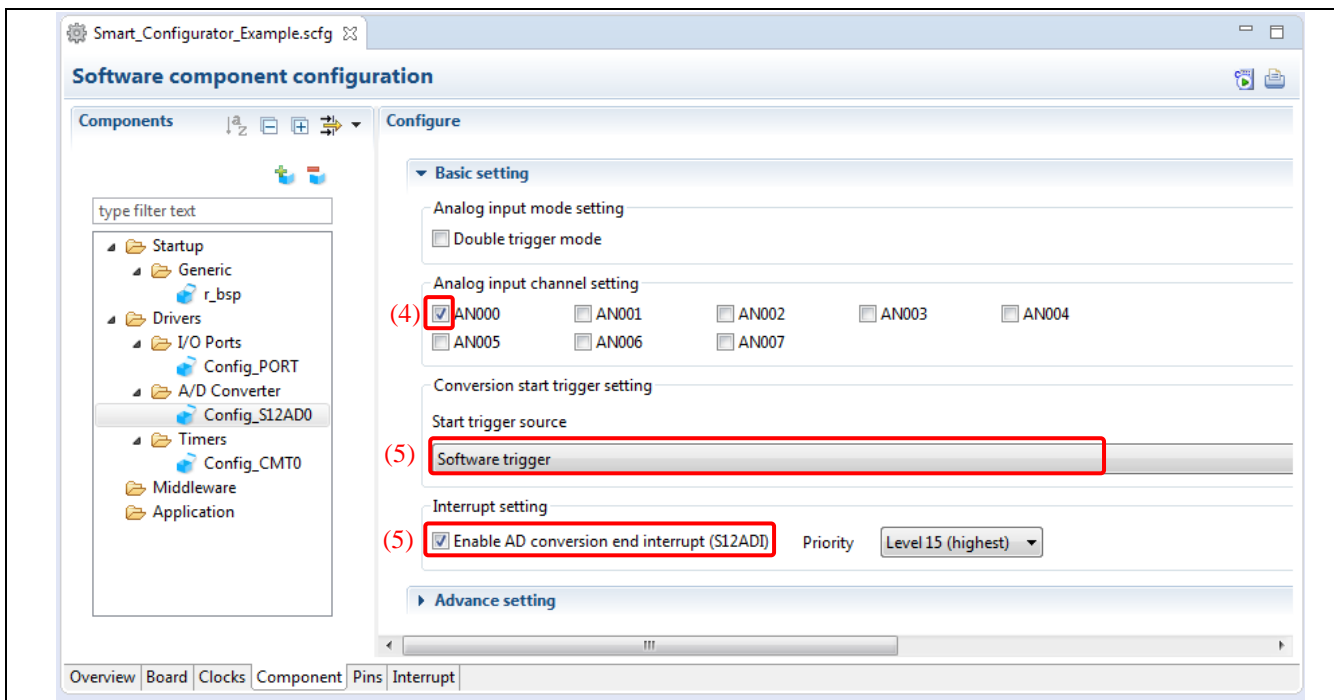 Smart_Configurator_Example.scfg
Software component configuration
Components
Configure
type filter text
Startup
Generic
r_bsp
Drivers
I/O Ports
Config_PORT
A/D Converter
Config_S12AD0
Timers
Config_CMT0
Middleware
Application
Basic setting
Analog input mode setting
Double trigger mode
Analog input channel setting
(4) AN000 AN001 AN002 AN003 AN004
AN005 AN006 AN007
Conversion start trigger setting
Start trigger source
(5) Software trigger
Interrupt setting
(5) Enable AD conversion end interrupt (S12ADI) Priority Level 15 (highest)
Advance setting
Overview Board Clocks Component Pins Interrupt